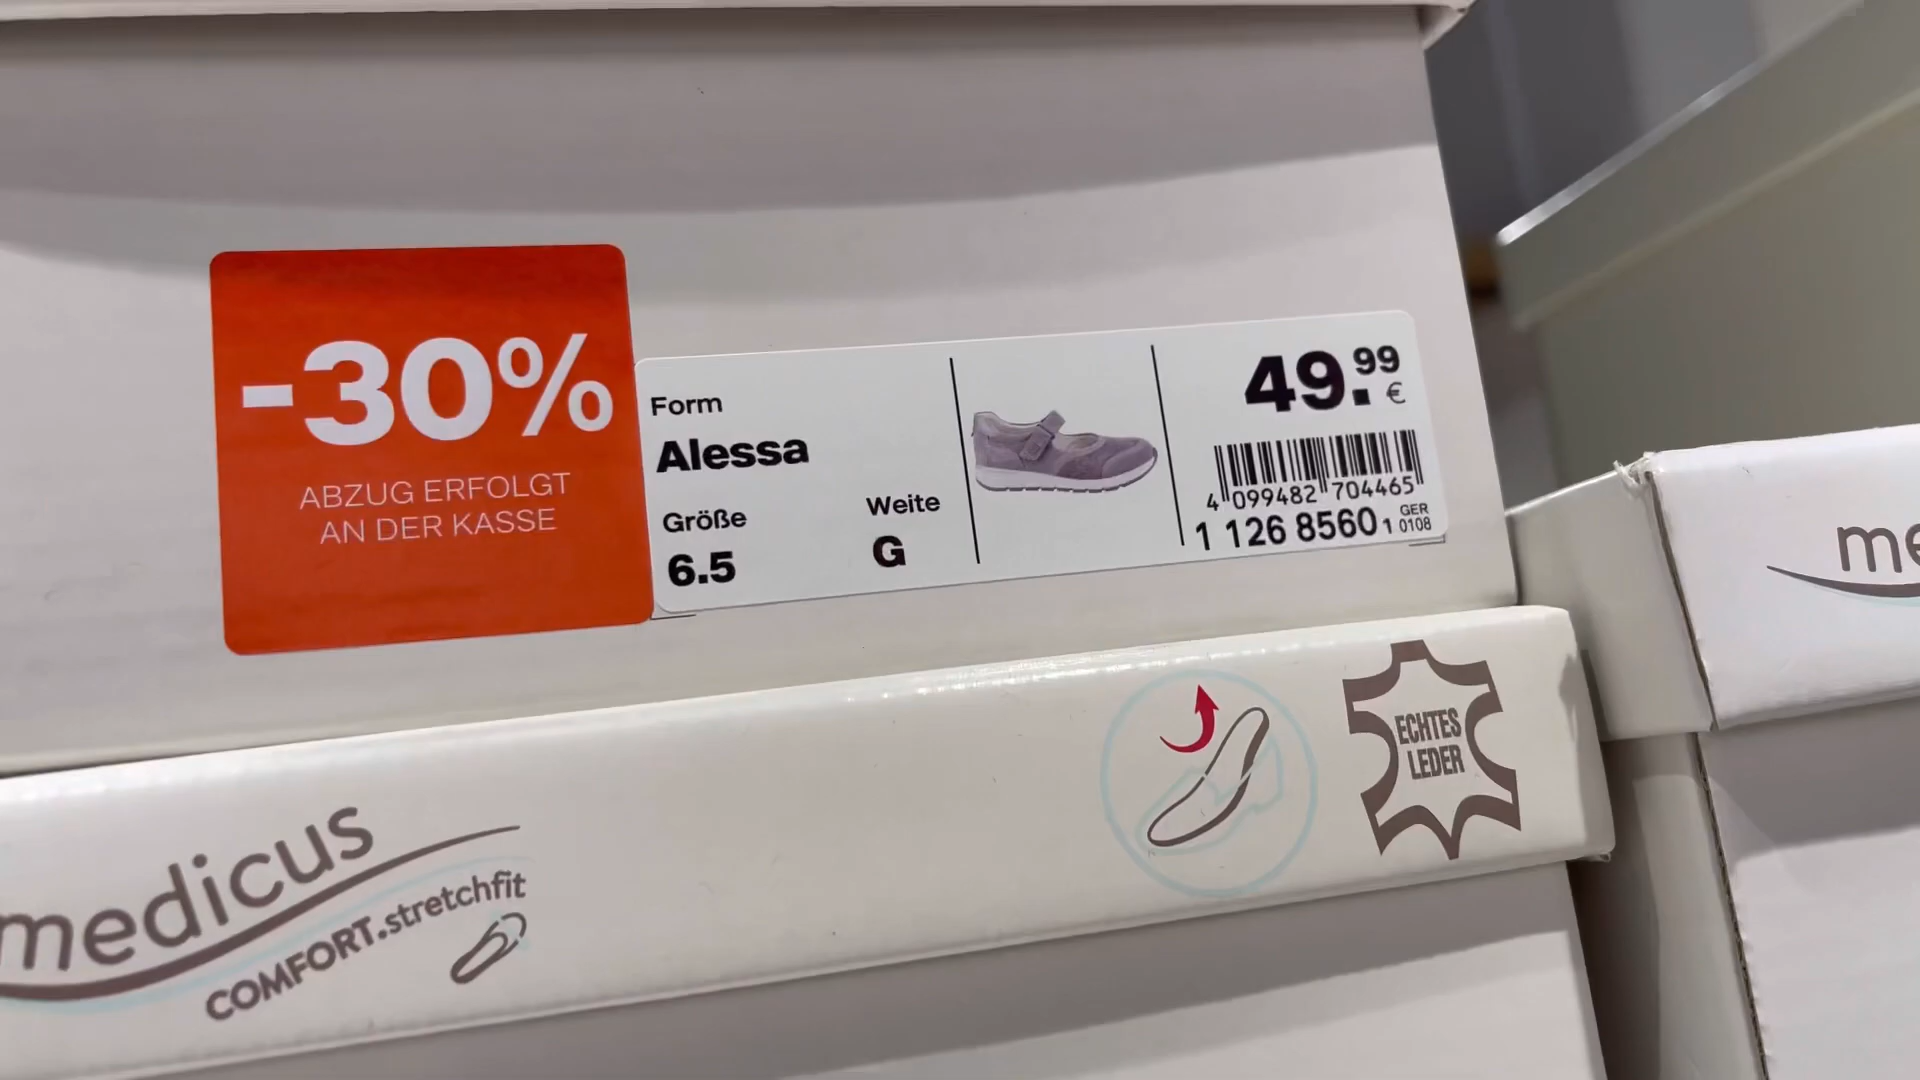 -30%
ABZUG ERFOLGT
AN DER KASSE
Form
Alessa
Größe
6.5
Weite
G
49.99 €
4 099482 704465
1 126 8560 1 GER 0108
medicus
COMFORT.stretchfit
ECHTES
LEDER
me